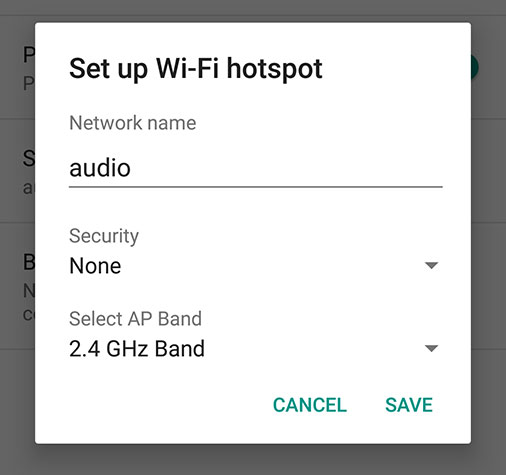 Set up Wi-Fi hotspot
Network name
audio
Security
None
Select AP Band
2.4 GHz Band
CANCEL
SAVE